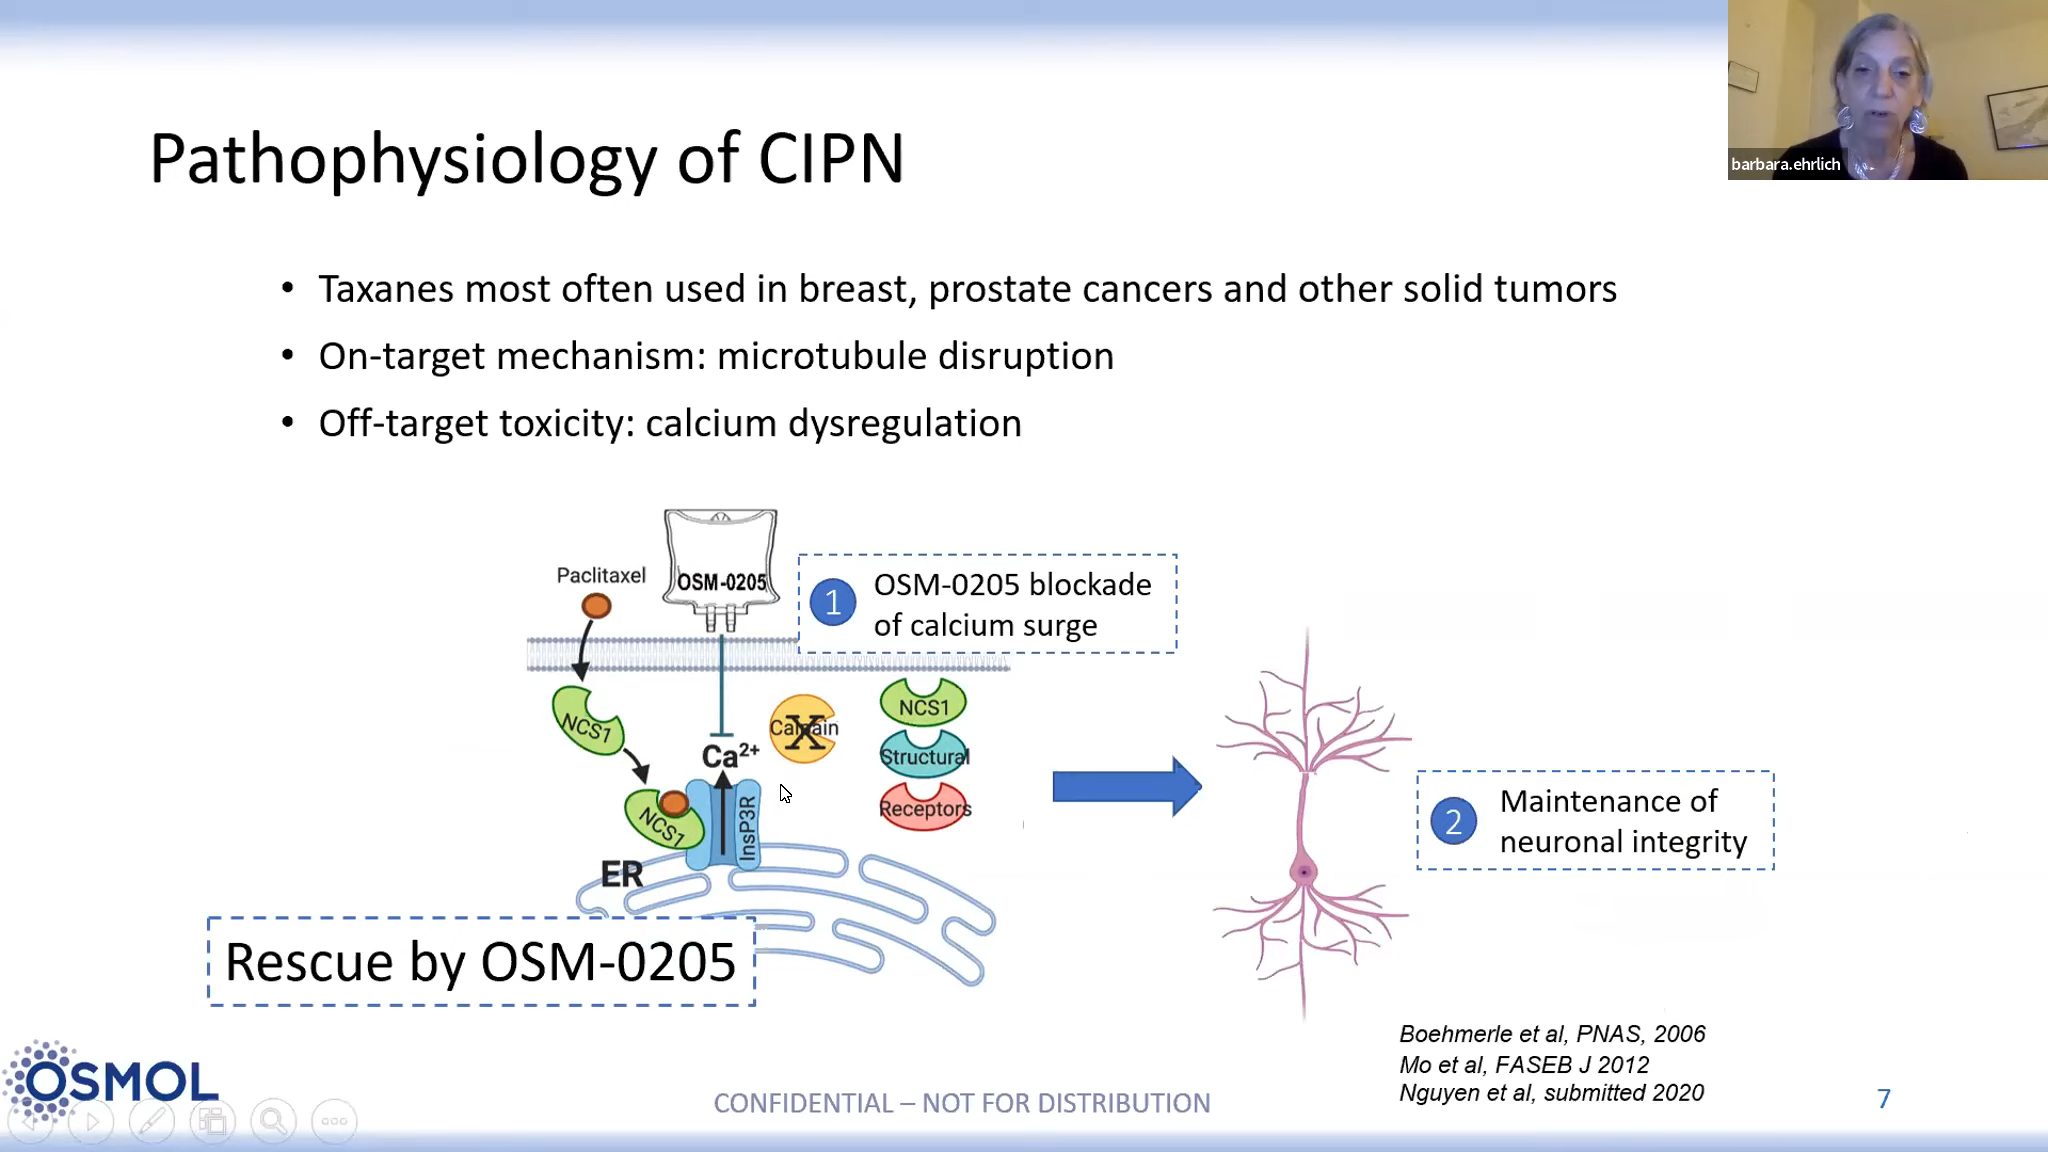 barbara.ehrlich
Pathophysiology of CIPN
• Taxanes most often used in breast, prostate cancers and other solid tumors
• On-target mechanism: microtubule disruption
• Off-target toxicity: calcium dysregulation
Paclitaxel
OSM-0205
1
OSM-0205 blockade
of calcium surge
NCS1
Calpain
X
NCS1
Structural
Receptors
Ca²⁺
NCS1
InsP3R
ER
2
Maintenance of
neuronal integrity
Rescue by OSM-0205
Boehmerle et al, PNAS, 2006
Mo et al, FASEB J 2012
Nguyen et al, submitted 2020
OSMOL
CONFIDENTIAL – NOT FOR DISTRIBUTION
7